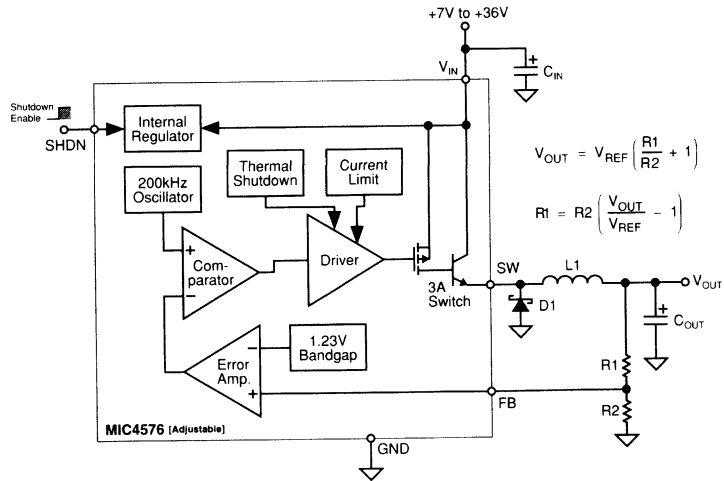 +7V to +36V
VIN
CIN
Shutdown
Enable
SHDN
Internal
Regulator
200kHz
Oscillator
Thermal
Shutdown
Current
Limit
VOUT = VREF ( R1 / R2 + 1 )
R1 = R2 ( VOUT / VREF − 1 )
+
Com-
parator
−
Driver
3A
Switch
SW
L1
VOUT
D1
+
COUT
Error
Amp.
−
+
1.23V
Bandgap
R1
FB
R2
MIC4576 [Adjustable]
GND
+